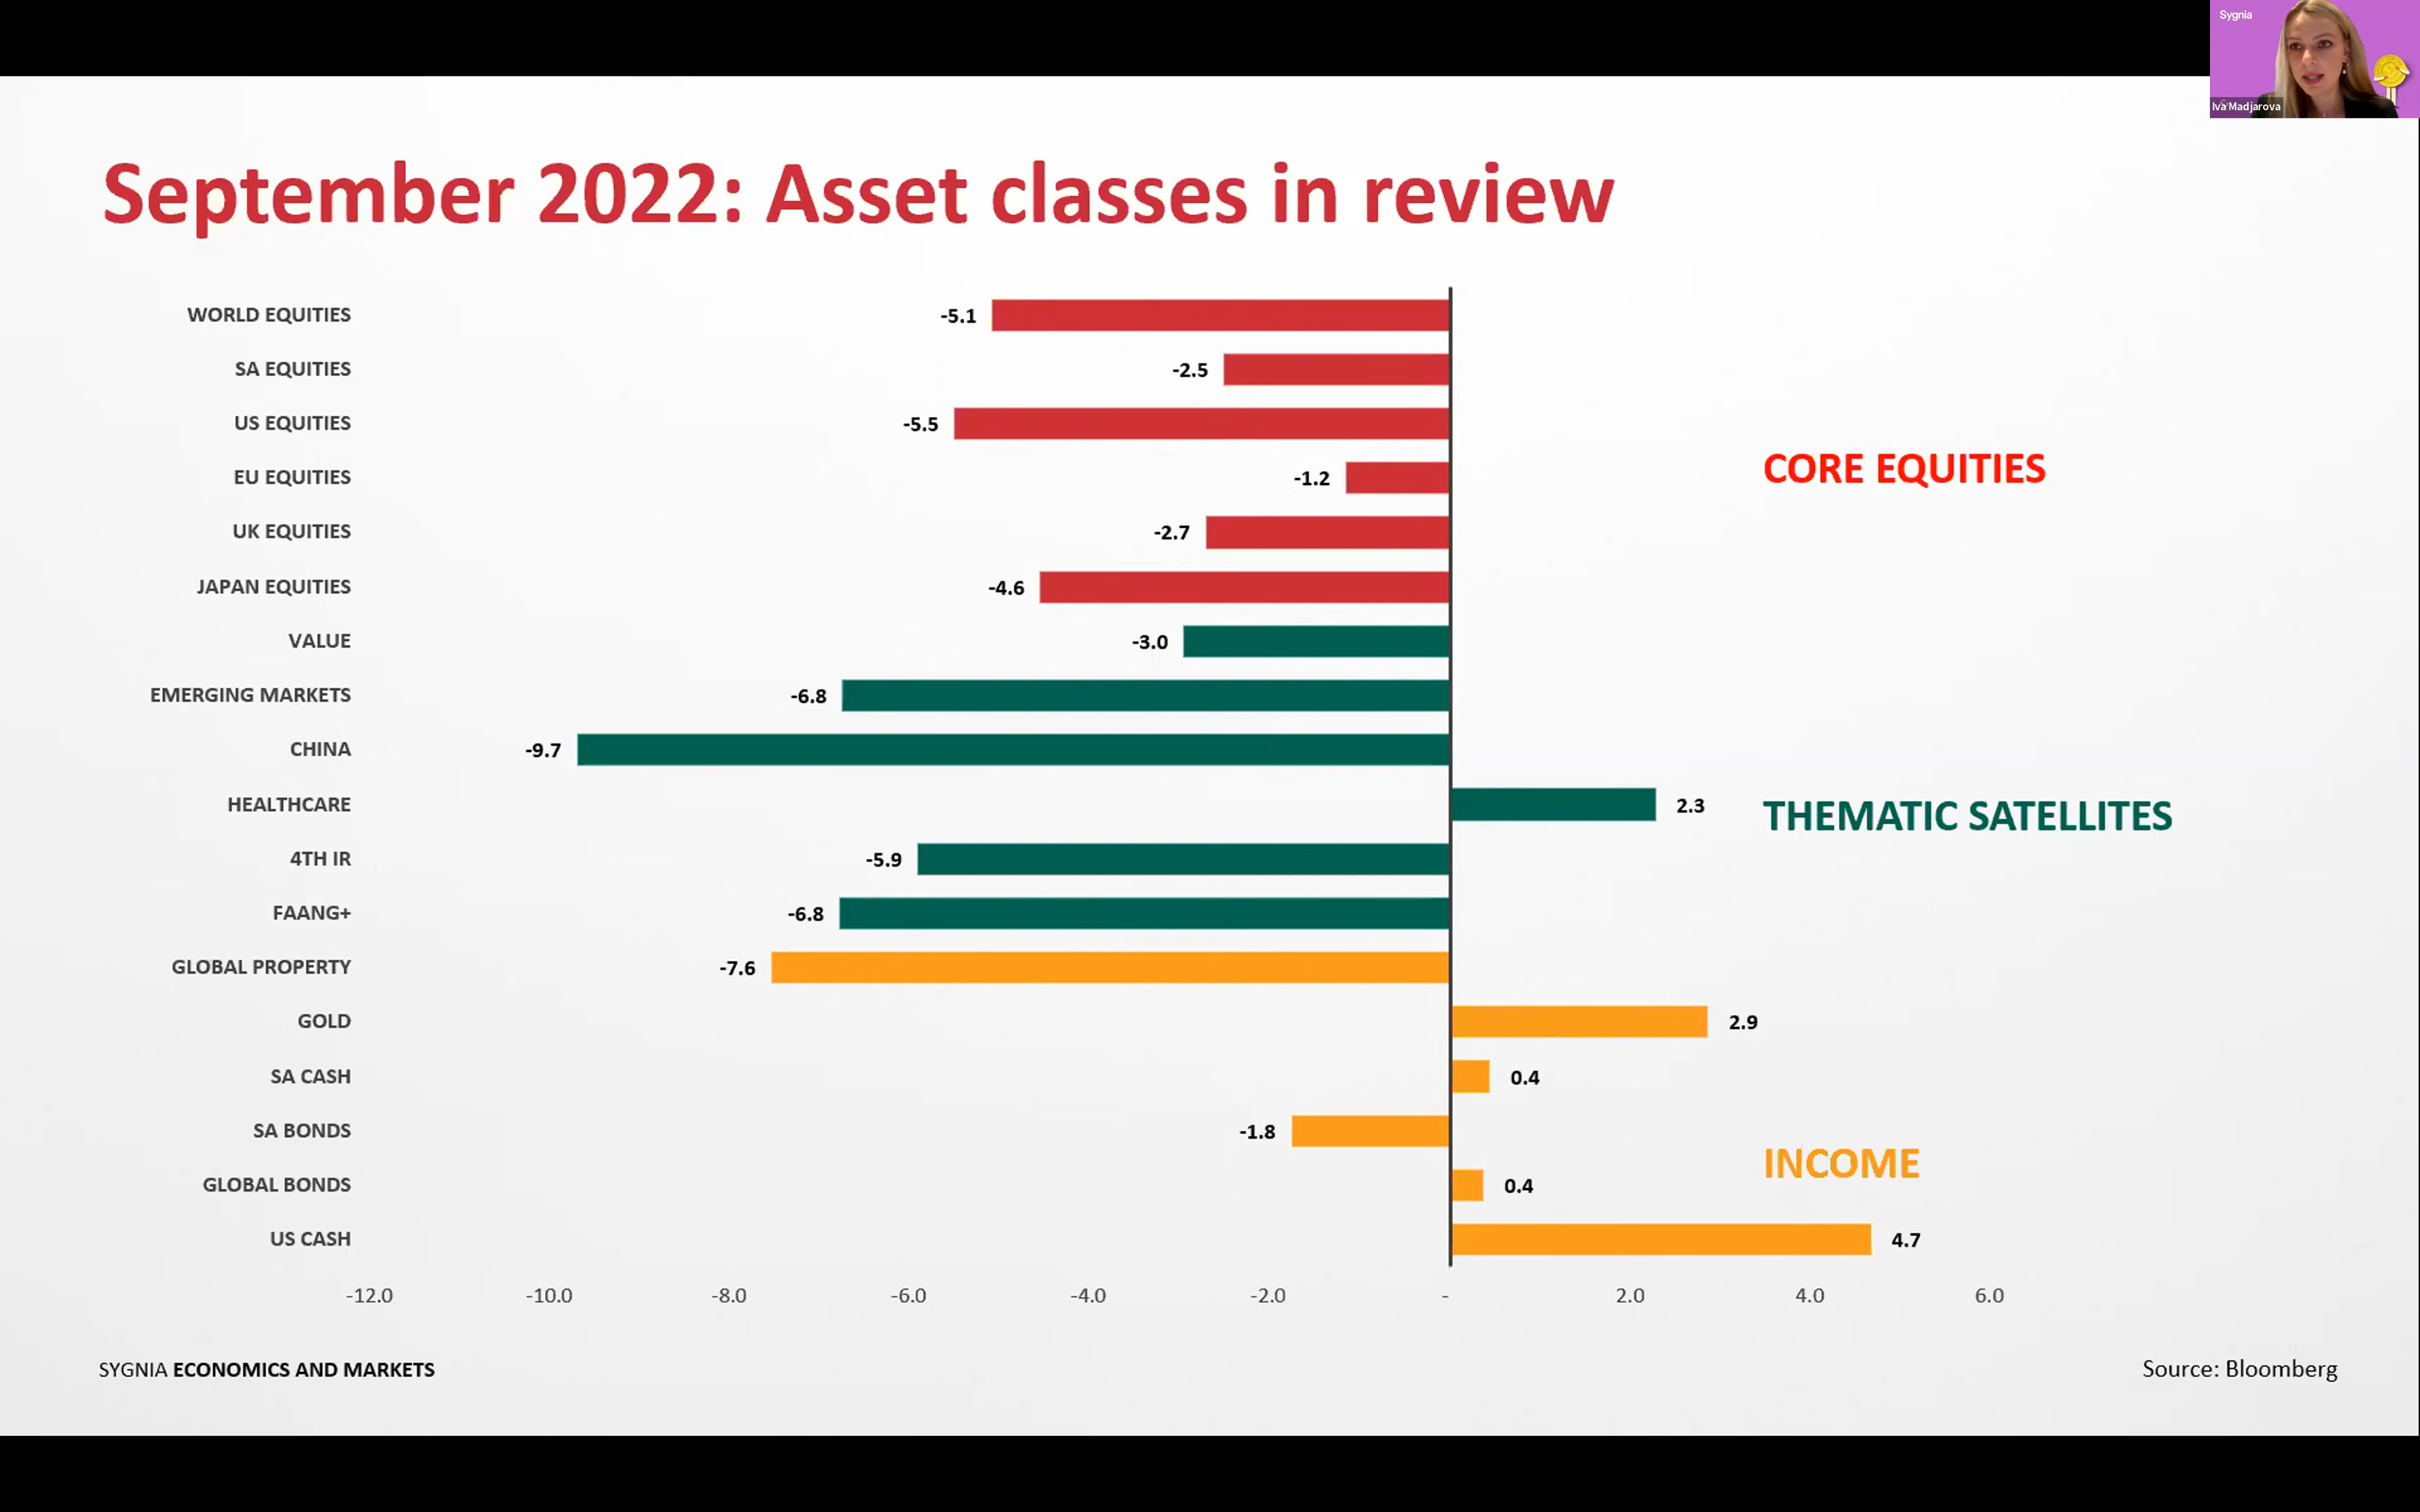 Sygnia
Iva Madjarova
September 2022: Asset classes in review
WORLD EQUITIES -5.1
SA EQUITIES -2.5
US EQUITIES -5.5
EU EQUITIES -1.2
CORE EQUITIES
UK EQUITIES -2.7
JAPAN EQUITIES -4.6
VALUE -3.0
EMERGING MARKETS -6.8
CHINA -9.7
HEALTHCARE 2.3
THEMATIC SATELLITES
4TH IR -5.9
FAANG+ -6.8
GLOBAL PROPERTY -7.6
GOLD 2.9
SA CASH 0.4
SA BONDS -1.8
INCOME
GLOBAL BONDS 0.4
US CASH 4.7
-12.0 -10.0 -8.0 -6.0 -4.0 -2.0 - 2.0 4.0 6.0
SYGNIA ECONOMICS AND MARKETS
Source: Bloomberg